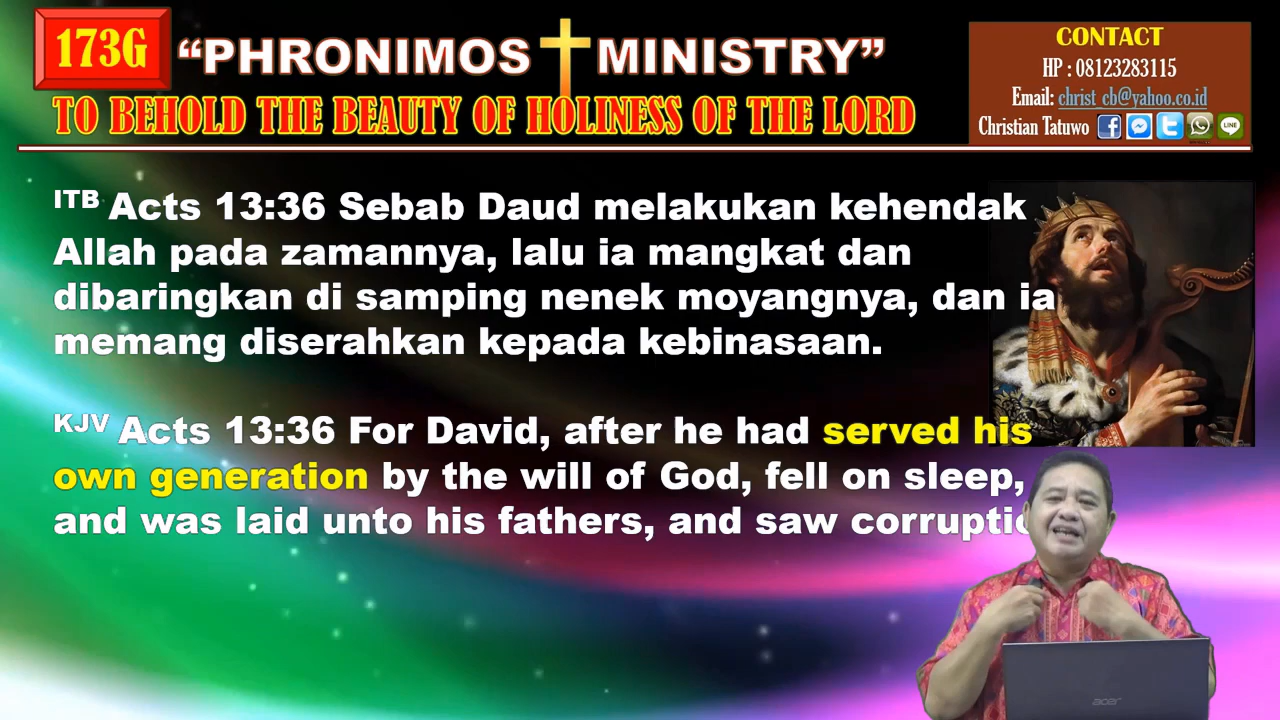 173G
“PHRONIMOS MINISTRY”
TO BEHOLD THE BEAUTY OF HOLINESS OF THE LORD
CONTACT
HP : 08123283115
Email: christ_cb@yahoo.co.id
Christian Tatuwo
ITB Acts 13:36 Sebab Daud melakukan kehendak
Allah pada zamannya, lalu ia mangkat dan
dibaringkan di samping nenek moyangnya, dan ia
memang diserahkan kepada kebinasaan.
KJV Acts 13:36 For David, after he had served his
own generation by the will of God, fell on sleep,
and was laid unto his fathers, and saw corruptio
acer